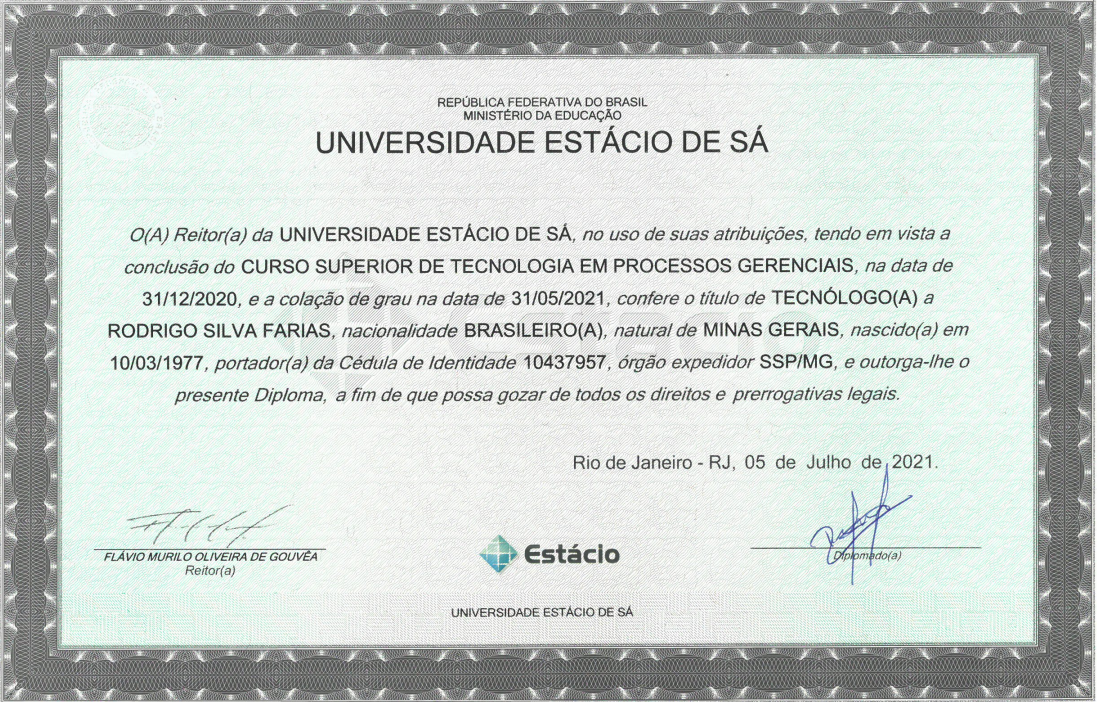 REPÚBLICA FEDERATIVA DO BRASIL
MINISTÉRIO DA EDUCAÇÃO
UNIVERSIDADE ESTÁCIO DE SÁ
O(A) Reitor(a) da UNIVERSIDADE ESTÁCIO DE SÁ, no uso de suas atribuições, tendo em vista a
conclusão do CURSO SUPERIOR DE TECNOLOGIA EM PROCESSOS GERENCIAIS, na data de
31/12/2020, e a colação de grau na data de 31/05/2021, confere o título de TECNÓLOGO(A) a
RODRIGO SILVA FARIAS, nacionalidade BRASILEIRO(A), natural de MINAS GERAIS, nascido(a) em
10/03/1977, portador(a) da Cédula de Identidade 10437957, órgão expedidor SSP/MG, e outorga-lhe o
presente Diploma, a fim de que possa gozar de todos os direitos e prerrogativas legais.
Rio de Janeiro - RJ, 05 de Julho de 2021.
FLÁVIO MURILO OLIVEIRA DE GOUVÊA
Reitor(a)
Estácio
Diplomado(a)
UNIVERSIDADE ESTÁCIO DE SÁ